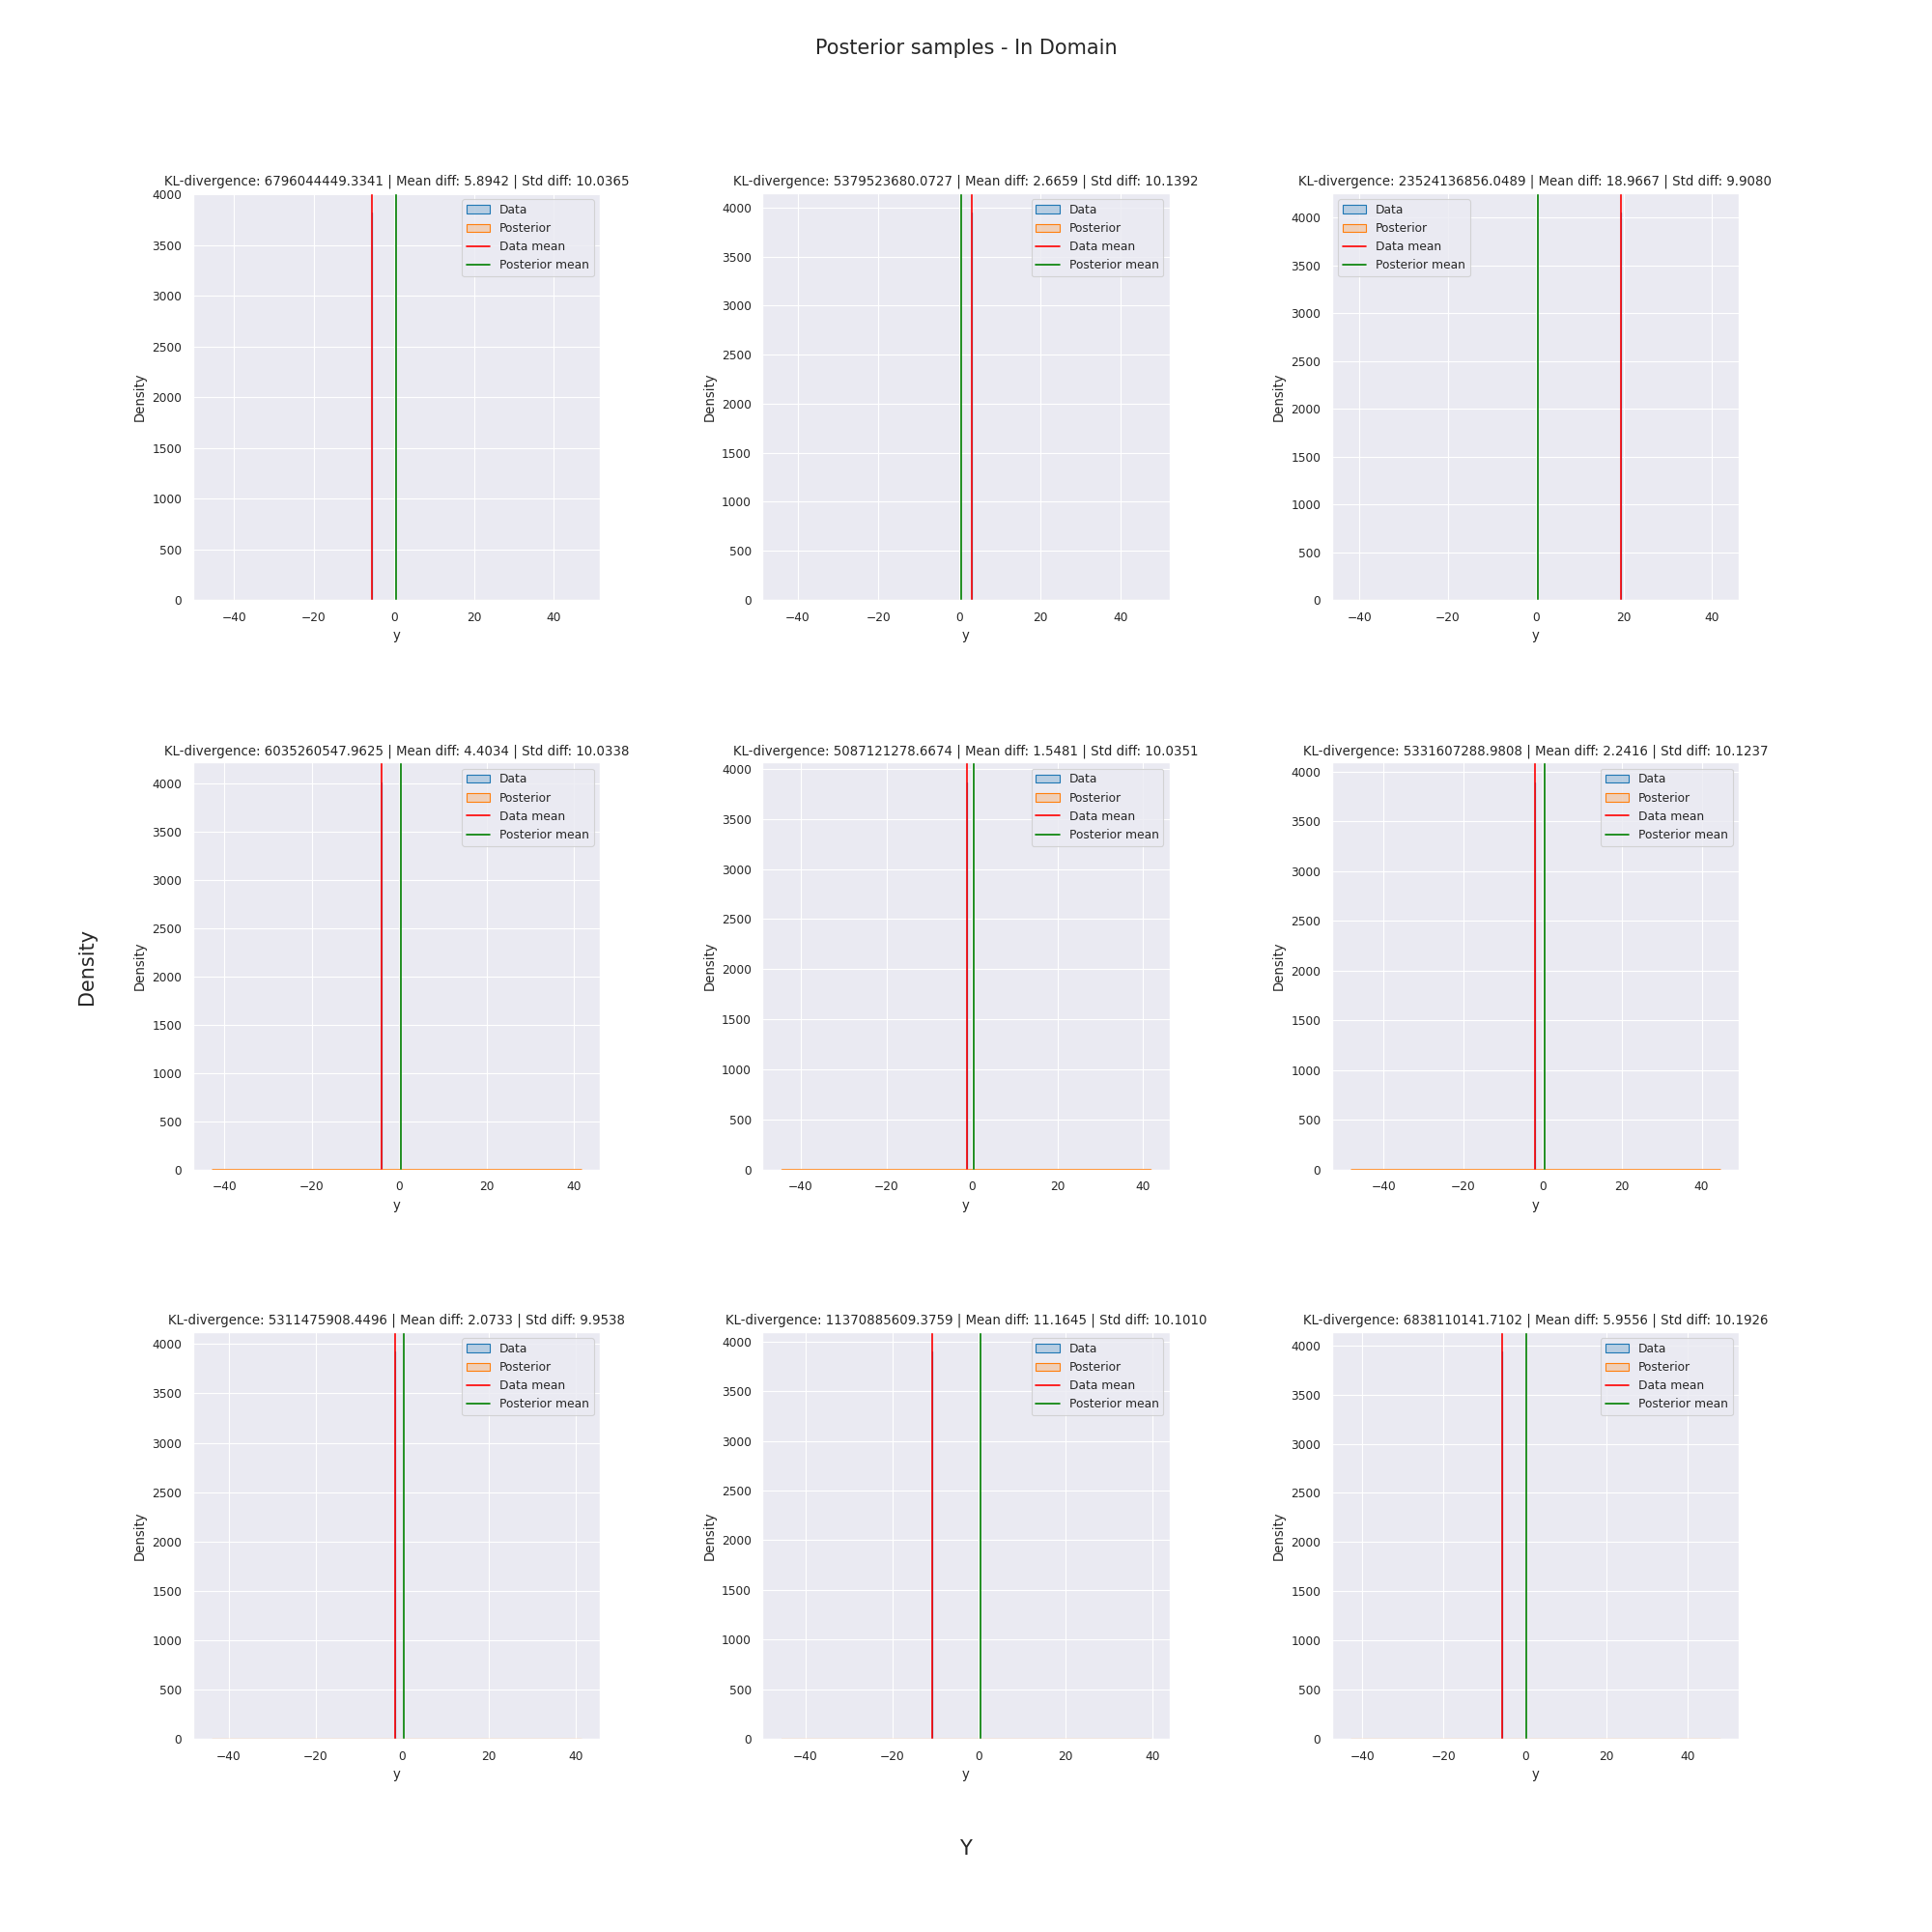 Posterior samples - In Domain
KL-divergence: 6796044449.3341 | Mean diff: 5.8942 | Std diff: 10.0365
4000
3500
3000
2500
2000
1500
1000
500
0
Density
−40
−20
0
20
40
y
Data
Posterior
Data mean
Posterior mean
KL-divergence: 5379523680.0727 | Mean diff: 2.6659 | Std diff: 10.1392
4000
3500
3000
2500
2000
1500
1000
500
0
Density
−40
−20
0
20
40
y
Data
Posterior
Data mean
Posterior mean
KL-divergence: 23524136856.0489 | Mean diff: 18.9667 | Std diff: 9.9080
4000
3500
3000
2500
2000
1500
1000
500
0
Density
−40
−20
0
20
40
y
Data
Posterior
Data mean
Posterior mean
Density
KL-divergence: 6035260547.9625 | Mean diff: 4.4034 | Std diff: 10.0338
4000
3500
3000
2500
2000
1500
1000
500
0
Density
−40
−20
0
20
40
y
Data
Posterior
Data mean
Posterior mean
KL-divergence: 5087121278.6674 | Mean diff: 1.5481 | Std diff: 10.0351
4000
3500
3000
2500
2000
1500
1000
500
0
Density
−40
−20
0
20
40
y
Data
Posterior
Data mean
Posterior mean
KL-divergence: 5331607288.9808 | Mean diff: 2.2416 | Std diff: 10.1237
4000
3500
3000
2500
2000
1500
1000
500
0
Density
−40
−20
0
20
40
y
Data
Posterior
Data mean
Posterior mean
KL-divergence: 5311475908.4496 | Mean diff: 2.0733 | Std diff: 9.9538
4000
3500
3000
2500
2000
1500
1000
500
0
Density
−40
−20
0
20
40
y
Data
Posterior
Data mean
Posterior mean
KL-divergence: 11370885609.3759 | Mean diff: 11.1645 | Std diff: 10.1010
4000
3500
3000
2500
2000
1500
1000
500
0
Density
−40
−20
0
20
40
y
Data
Posterior
Data mean
Posterior mean
KL-divergence: 6838110141.7102 | Mean diff: 5.9556 | Std diff: 10.1926
4000
3500
3000
2500
2000
1500
1000
500
0
Density
−40
−20
0
20
40
y
Data
Posterior
Data mean
Posterior mean
Y